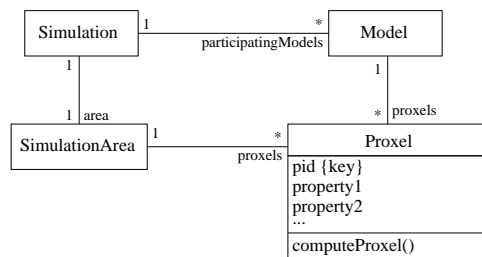 Simulation
1
*
Model
participatingModels
1
1
1
area
*
proxels
SimulationArea
1
*
proxels
Proxel
pid {key}
property1
property2
...
computeProxel()